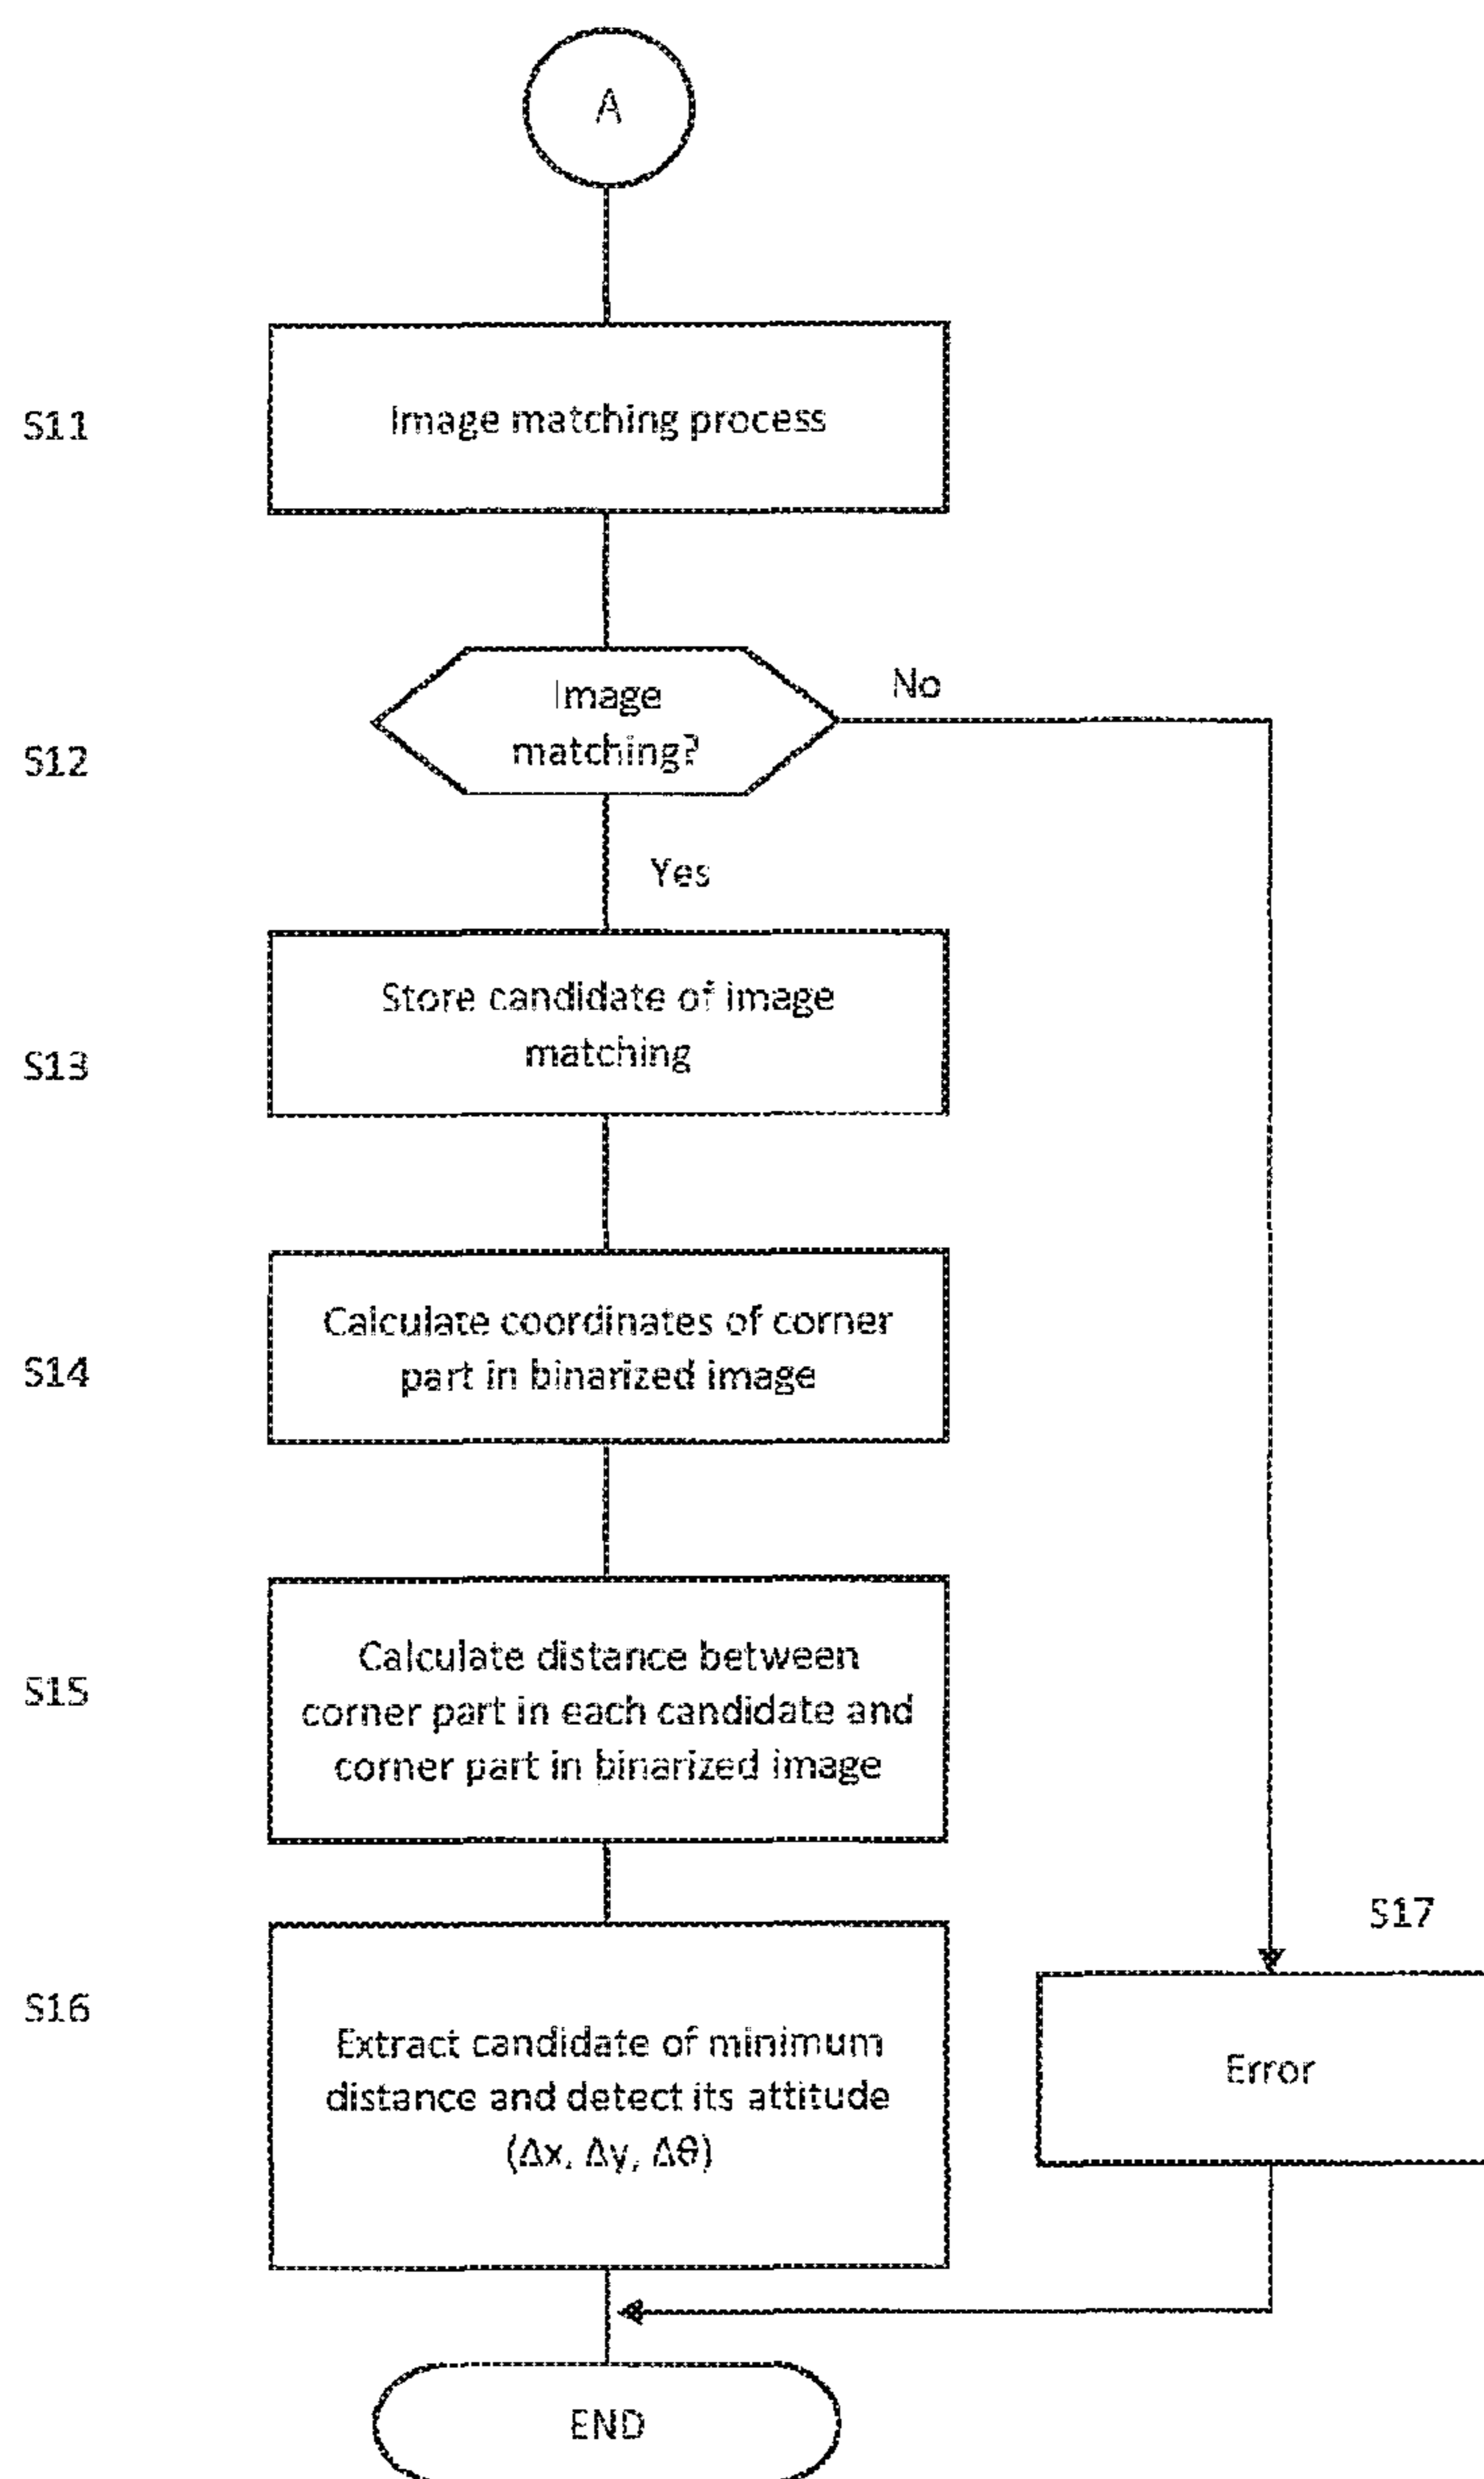 A
S11
Image matching process
S12
Image
matching?
No
Yes
S13
Store candidate of image
matching
S14
Calculate coordinates of corner
part in binarized image
S15
Calculate distance between
corner part in each candidate and
corner part in binarized image
S16
Extract candidate of minimum
distance and detect its attitude
(Δx, Δy, Δθ)
S17
Error
END